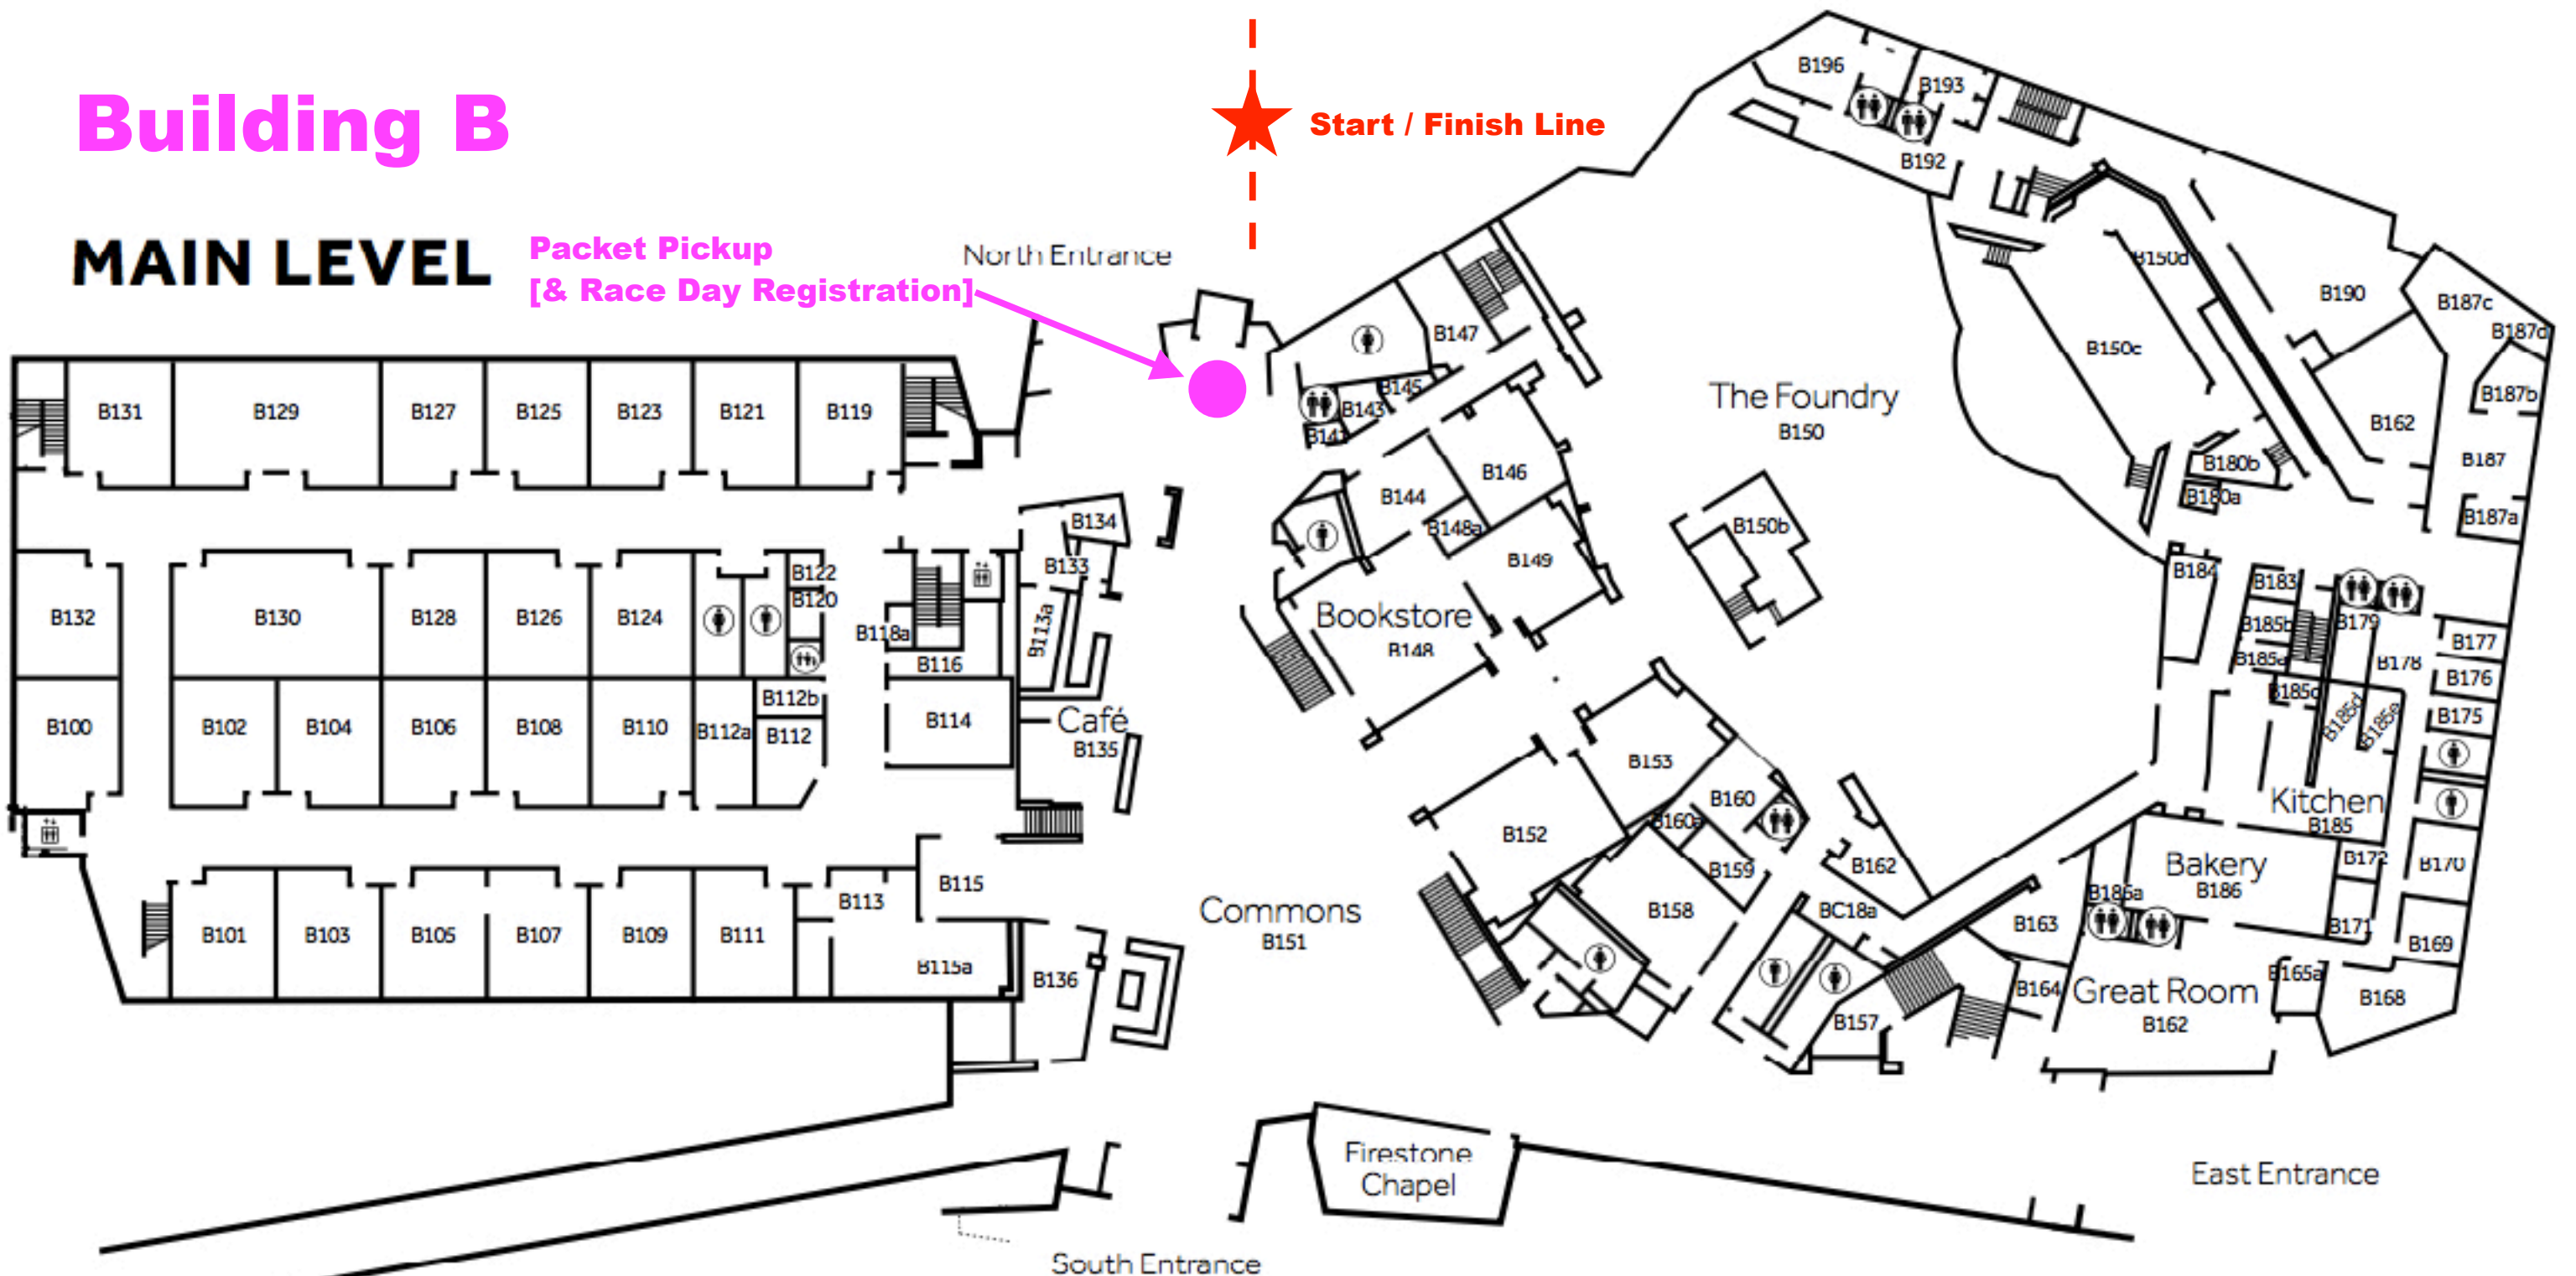 Building B
MAIN LEVEL
Start / Finish Line
Packet Pickup
[& Race Day Registration]
North Entrance
B196
B193
B192
B131
B129
B127
B125
B123
B121
B119
B147
B145
B143
B141
B144
B146
B148a
B149
Bookstore
B148
The Foundry
B150
B150b
B150c
B150d
B190
B187c
B187d
B187b
B162
B187
B187a
B180b
B180a
B184
B183
B185b
B185a
B185c
B179
B178
B185d
B185e
B177
B176
B175
Kitchen
B185
Bakery
B186
B186a
B172
B171
B170
B169
B168
B165a
B163
B164
Great Room
B162
B132
B130
B128
B126
B124
B122
B120
B118a
B116
B134
B133
B113a
B100
B102
B104
B106
B108
B110
B112a
B112b
B112
B114
Café
B135
B153
B152
B160
B160a
B159
B158
B162
BC18a
B157
B101
B103
B105
B107
B109
B111
B113
B115
B115a
B136
Commons
B151
Firestone
Chapel
East Entrance
South Entrance